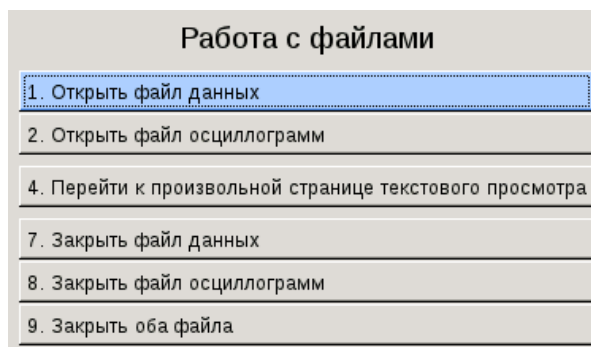 Работа с файлами
1. Открыть файл данных
2. Открыть файл осциллограмм
4. Перейти к произвольной странице текстового просмотра
7. Закрыть файл данных
8. Закрыть файл осциллограмм
9. Закрыть оба файла